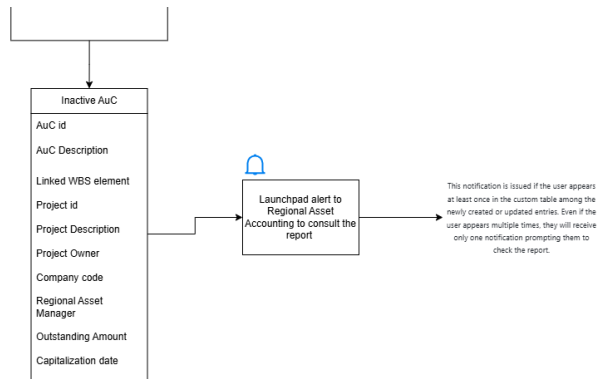 Inactive AuC
AuC id
AuC Description
Linked WBS element
Project id
Project Description
Project Owner
Company code
Regional Asset
Manager
Outstanding Amount
Capitalization date
Launchpad alert to
Regional Asset
Accounting to consult the
report
This notification is issued if the user appears
at least once in the custom table among the
newly created or updated entries. Even if the
user appears multiple times, they will receive
only one notification prompting them to
check the report.